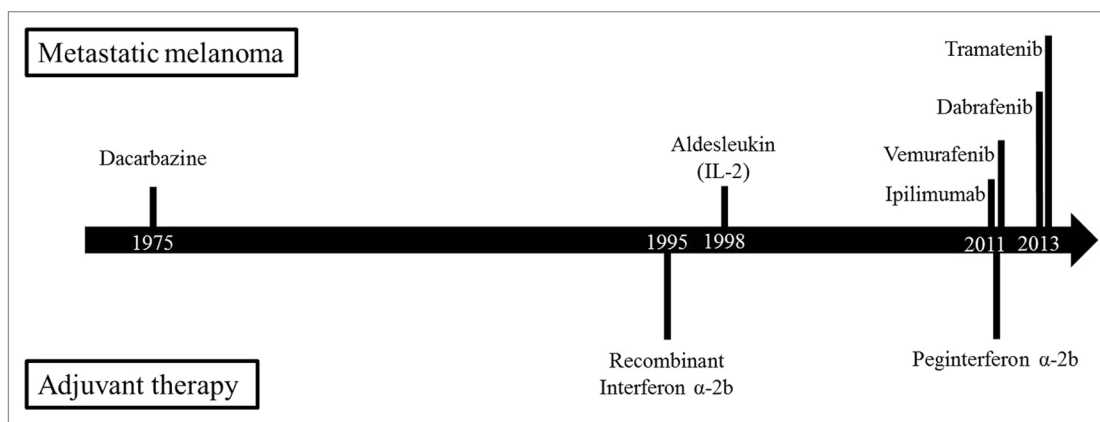 Metastatic melanoma
Tramatenib
Dabrafenib
Dacarbazine
Aldesleukin
(IL-2)
Vemurafenib
Ipilimumab
1975
1995
1998
2011
2013
Recombinant
Interferon α-2b
Peginterferon α-2b
Adjuvant therapy